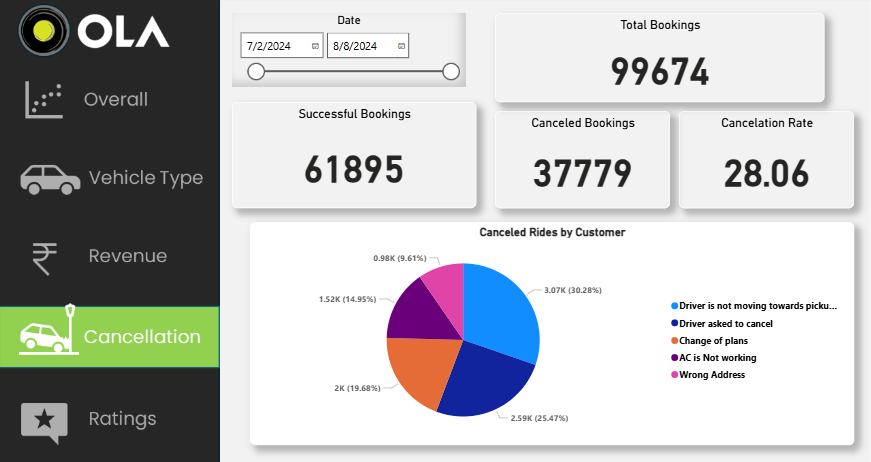 OLA
Overall
Vehicle Type
Revenue
Cancellation
Ratings
Date
7/2/2024
8/8/2024
Total Bookings
99674
Successful Bookings
61895
Canceled Bookings
37779
Cancelation Rate
28.06
Canceled Rides by Customer
0.98K (9.61%)
3.07K (30.28%)
1.52K (14.95%)
2K (19.68%)
2.59K (25.47%)
Driver is not moving towards picku...
Driver asked to cancel
Change of plans
AC is Not working
Wrong Address